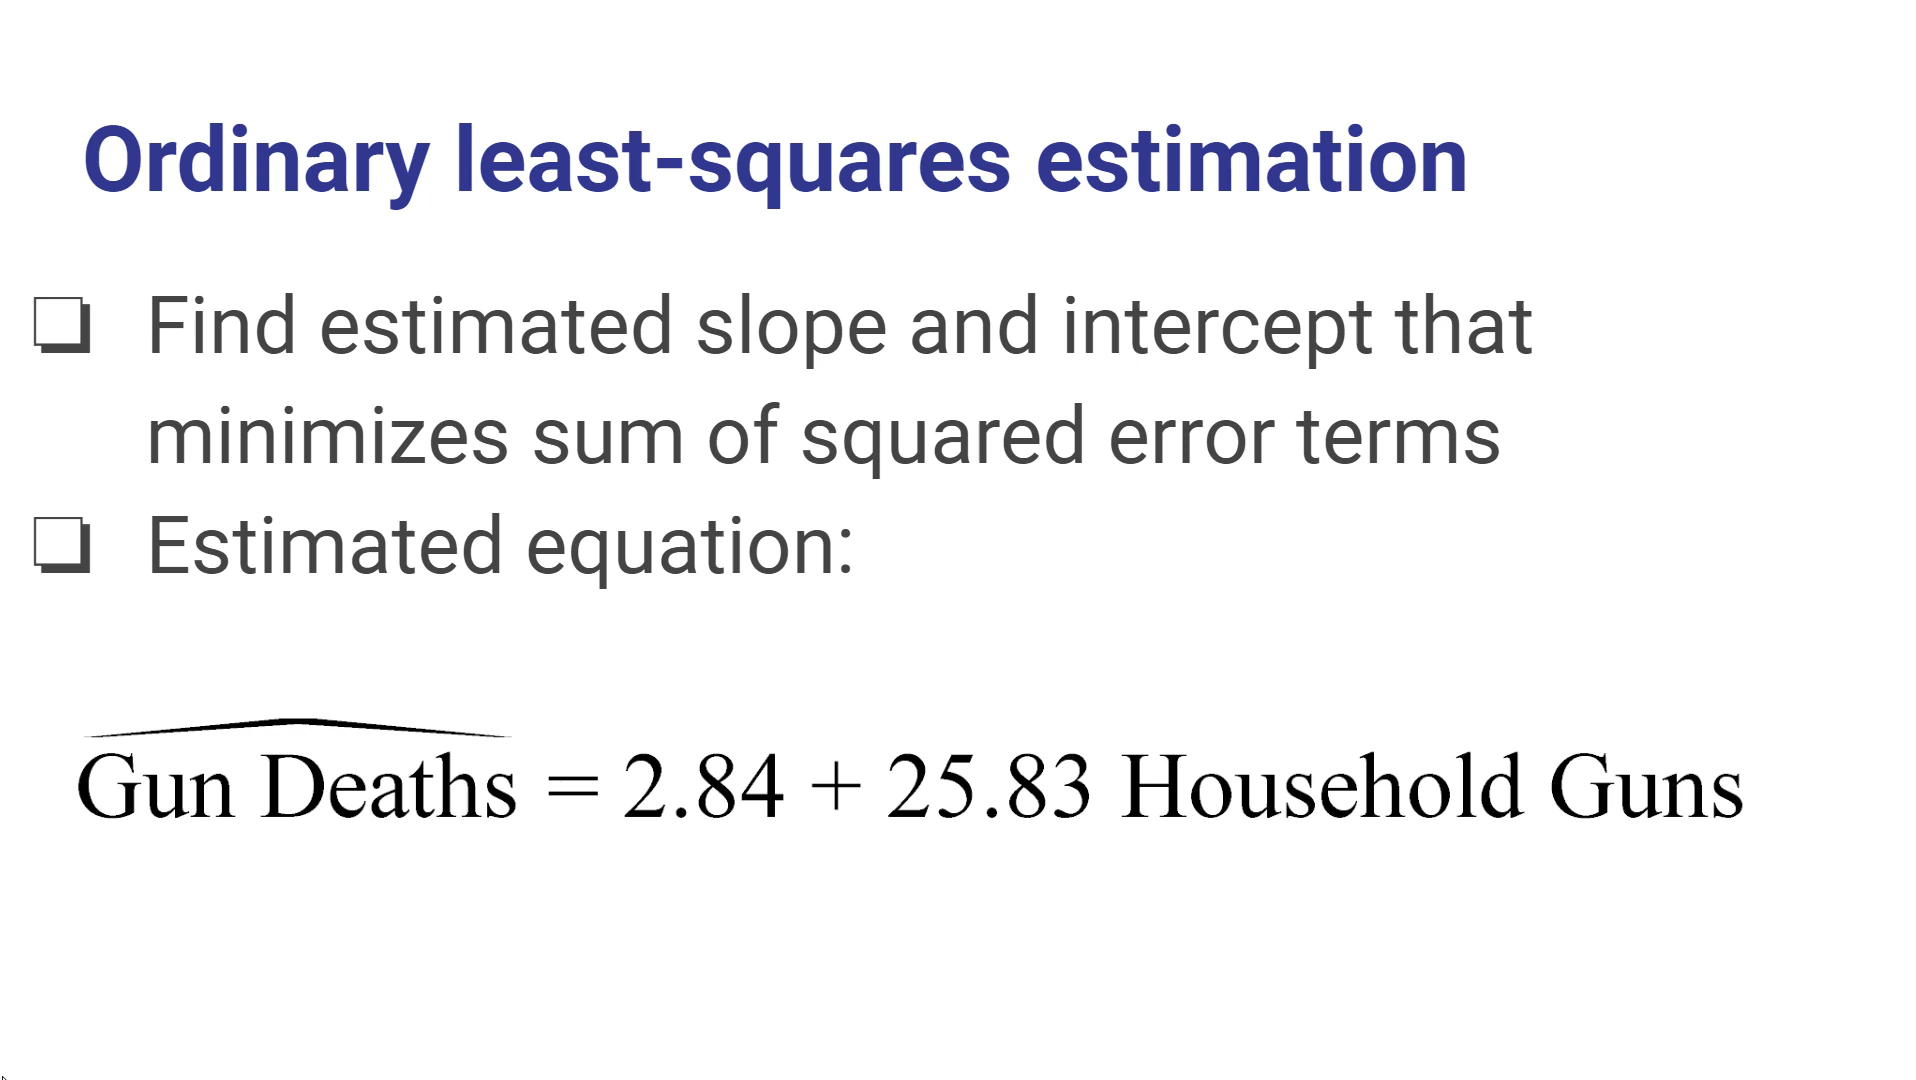 Ordinary least-squares estimation
❏ Find estimated slope and intercept that
minimizes sum of squared error terms
❏ Estimated equation:
Gun Deaths = 2.84 + 25.83 Household Guns